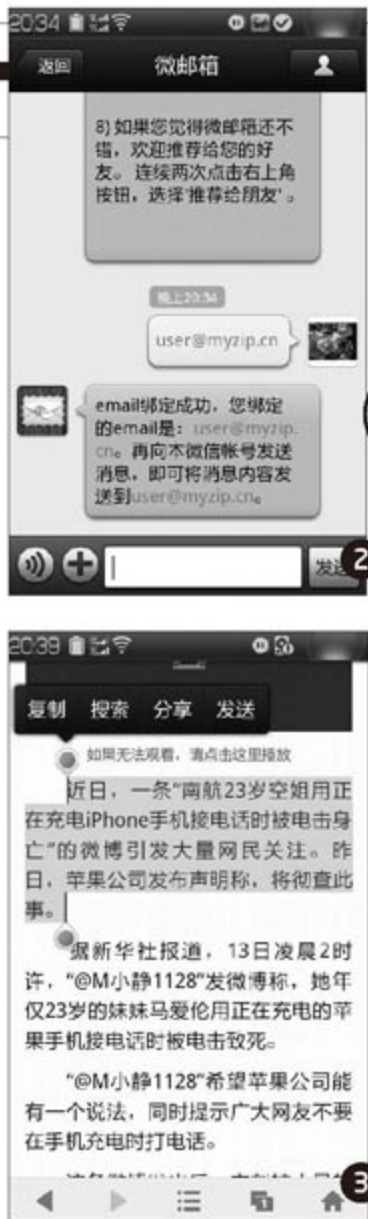 20:34
返回
微邮箱
8) 如果您觉得微邮箱还不
错，欢迎推荐给您的好
友。连续两次点击右上角
按钮，选择'推荐给朋友'。
晚上20:34
user@myzip.cn
email绑定成功，您绑定
的email是：user@myzip.
cn。再向本微信帐号发送
消息，即可将消息内容发
送到user@myzip.cn。
发送
2
20:39
复制 搜索 分享 发送
如果无法观看，请点击这里播放
近日，一条“南航23岁空姐用正
在充电iPhone手机接电话时被电击身
亡”的微博引发大量网民关注。昨
日，苹果公司发布声明称，将彻查此
事。
据新华社报道，13日凌晨2时
许，“@M小静1128”发微博称，她年
仅23岁的妹妹马爱伦用正在充电的苹
果手机接电话时被电击致死。
“@M小静1128”希望苹果公司能
有一个说法，同时提示广大网友不要
在手机充电时打电话。
3